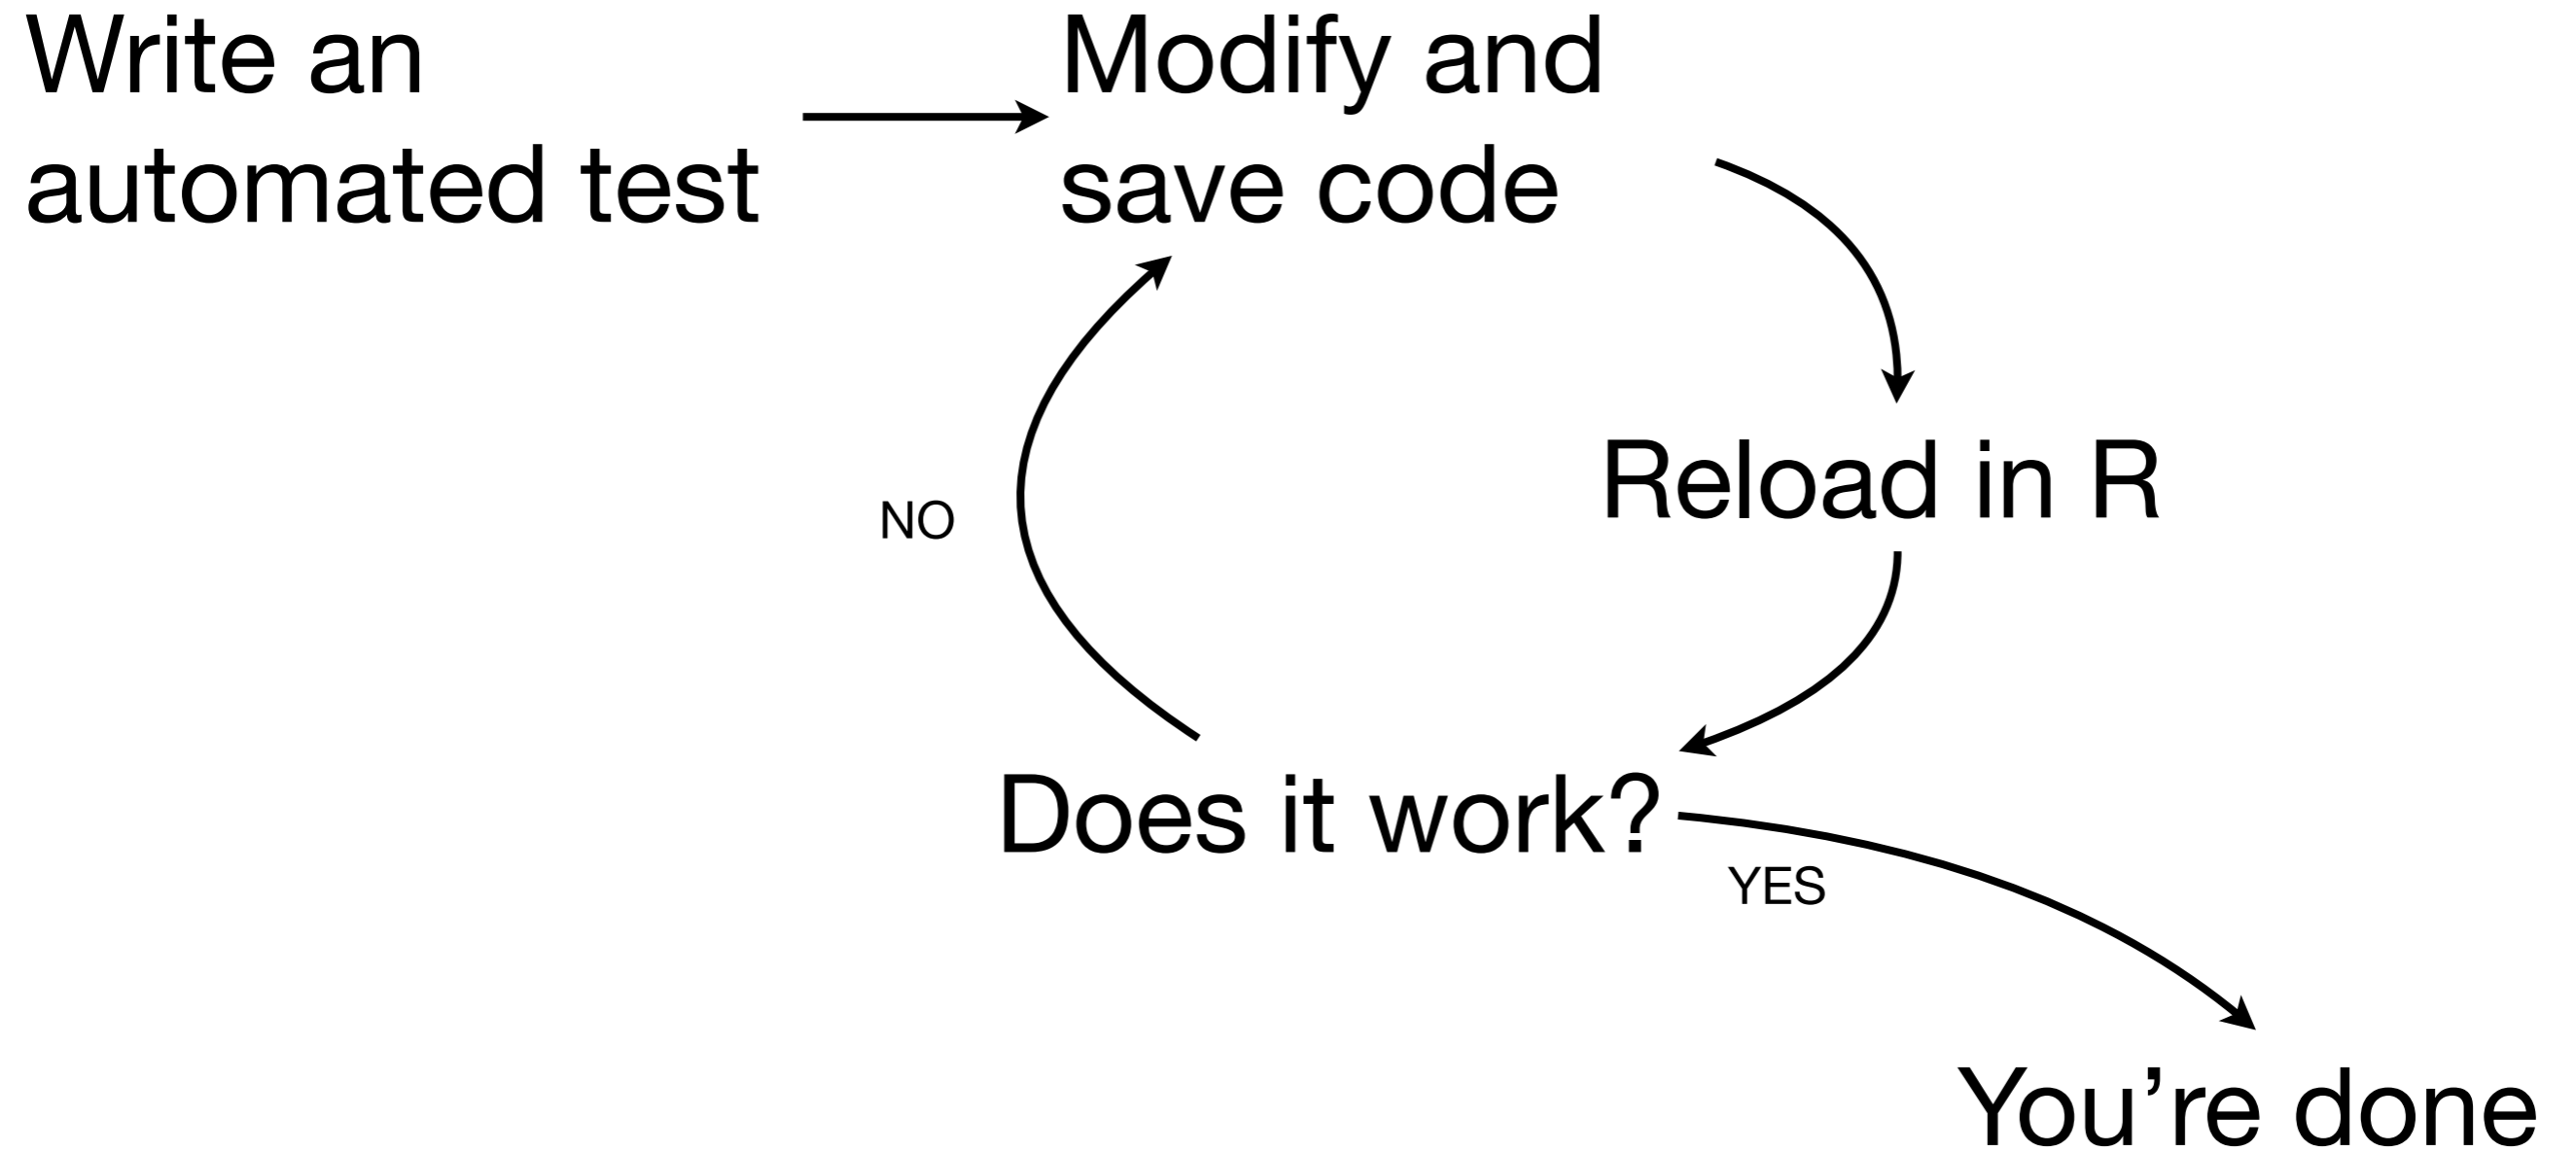 Write an
automated test
Modify and
save code
Reload in R
NO
Does it work?
YES
You’re done